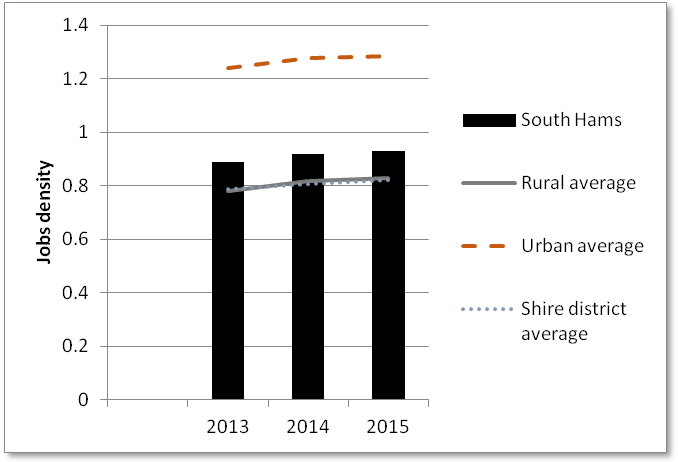 1.4
1.2
1
0.8
0.6
0.4
0.2
0
Jobs density
2013 2014 2015
South Hams
Rural average
Urban average
Shire district
average